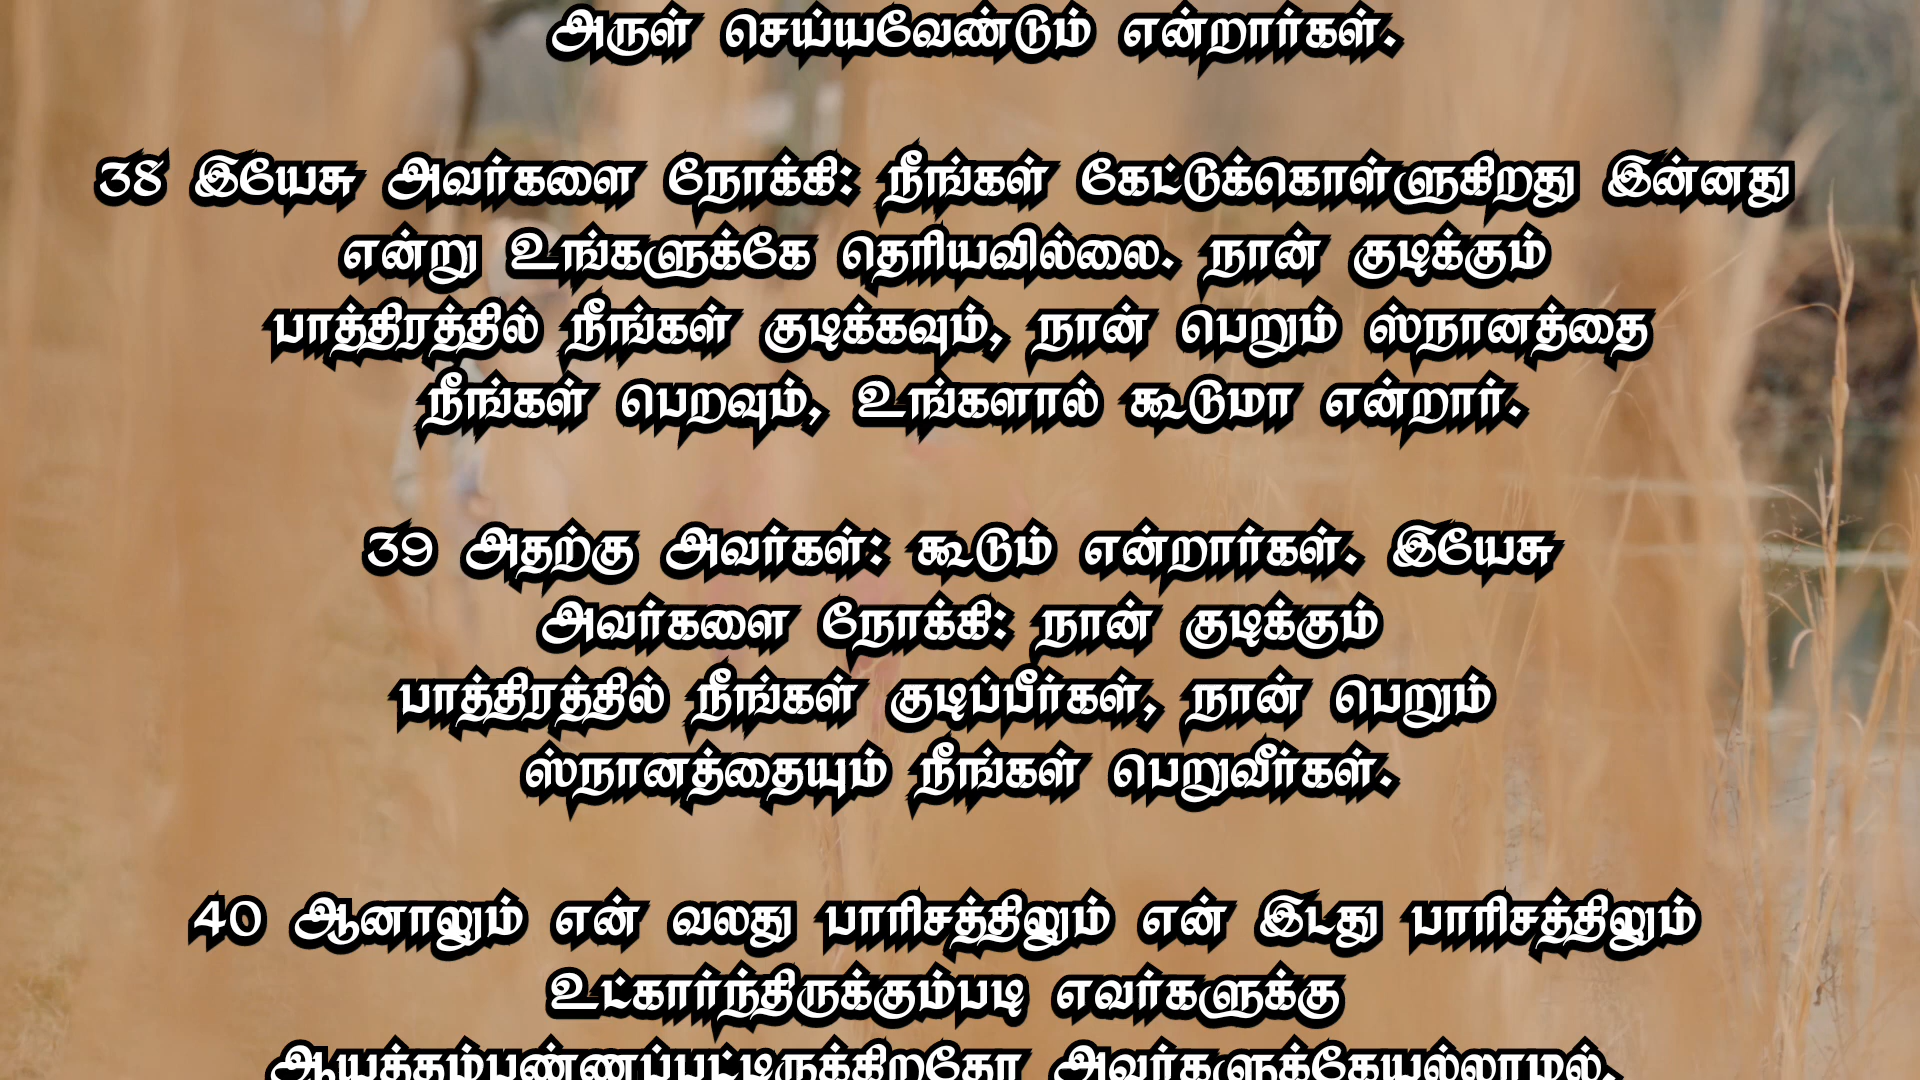 அருள் செய்யவேண்டும் என்றார்கள்.
38 இயேசு அவர்களை நோக்கி: நீங்கள் கேட்டுக்கொள்ளுகிறது இன்னது
என்று உங்களுக்கே தெரியவில்லை. நான் குடிக்கும்
பாத்திரத்தில் நீங்கள் குடிக்கவும், நான் பெறும் ஸ்நானத்தை
நீங்கள் பெறவும், உங்களால் கூடுமா என்றார்.
39 அதற்கு அவர்கள்: கூடும் என்றார்கள். இயேசு
அவர்களை நோக்கி: நான் குடிக்கும்
பாத்திரத்தில் நீங்கள் குடிப்பீர்கள், நான் பெறும்
ஸ்நானத்தையும் நீங்கள் பெறுவீர்கள்.
40 ஆனாலும் என் வலது பாரிசத்திலும் என் இடது பாரிசத்திலும்
உட்கார்ந்திருக்கும்படி எவர்களுக்கு
ஆயத்தம்பண்ணப்பட்டிருக்கிறதோ அவர்களுக்கேயல்லாமல்,